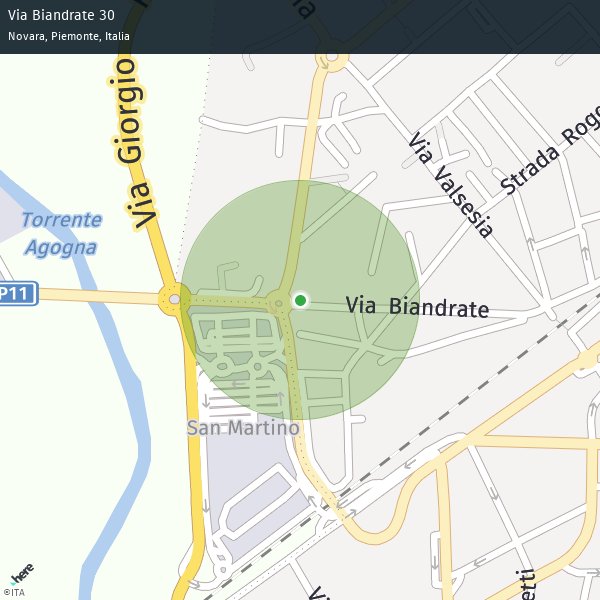 Via Biandrate 30
Novara, Piemonte, Italia
Via Giorgio
Via Valsesia
Strada Rogg
Torrente
Agogna
P11
Via Biandrate
San Martino
here
©ITA